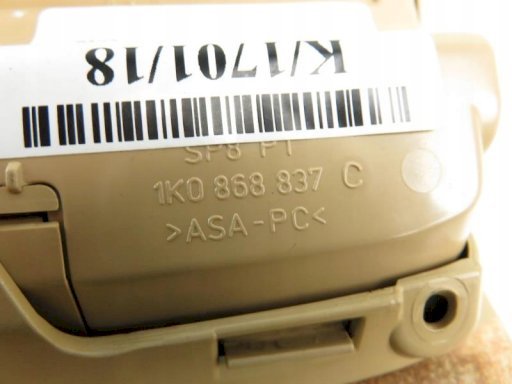 K/1701/18
SP8 PT
1K0 868 837 C
>ASA-PC<